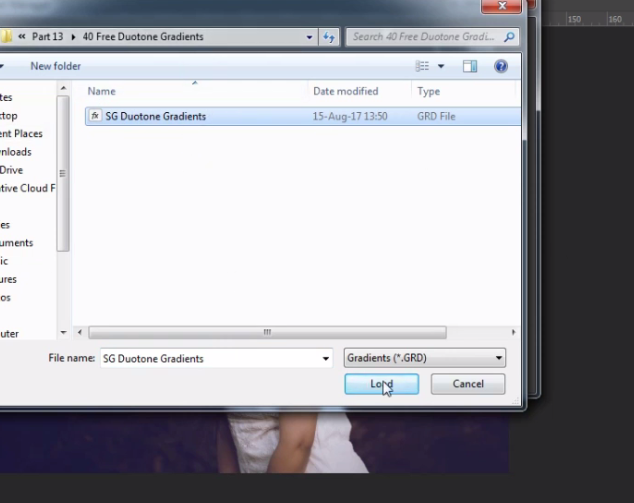 150 160
« Part 13 ▸ 40 Free Duotone Gradients
Search 40 Free Duotone Gradi...
New folder
Name Date modified Type
SG Duotone Gradients 15-Aug-17 13:50 GRD File
tes
ktop
ent Places
wnloads
Drive
ative Cloud F
es
uments
ic
ures
os
uter
File name: SG Duotone Gradients Gradients (*.GRD)
Load Cancel